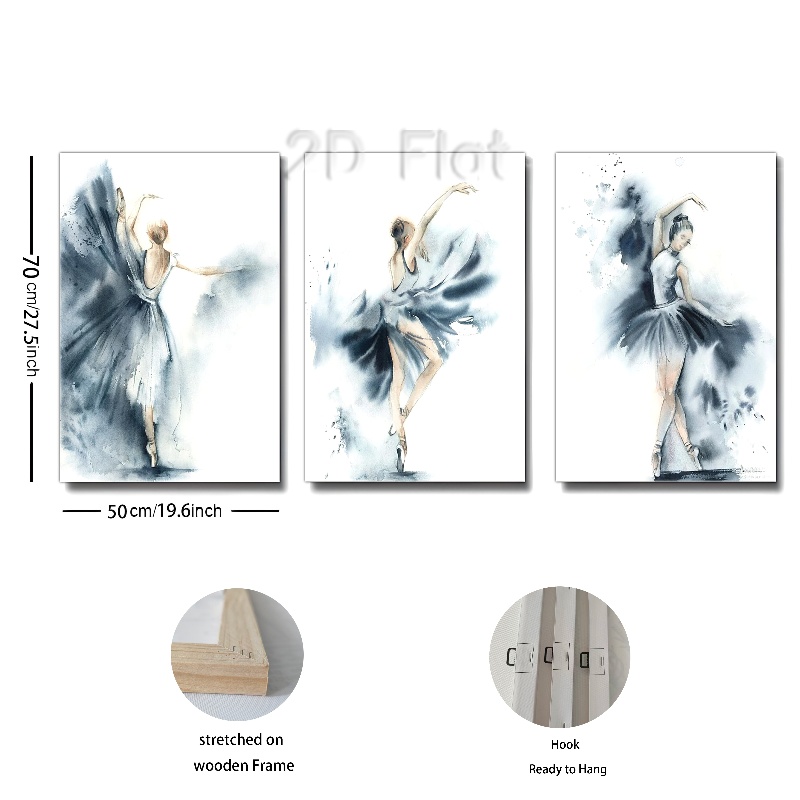 2D Flat
70 cm/27.5inch
50cm/19.6inch
stretched on
wooden Frame
Hook
Ready to Hang